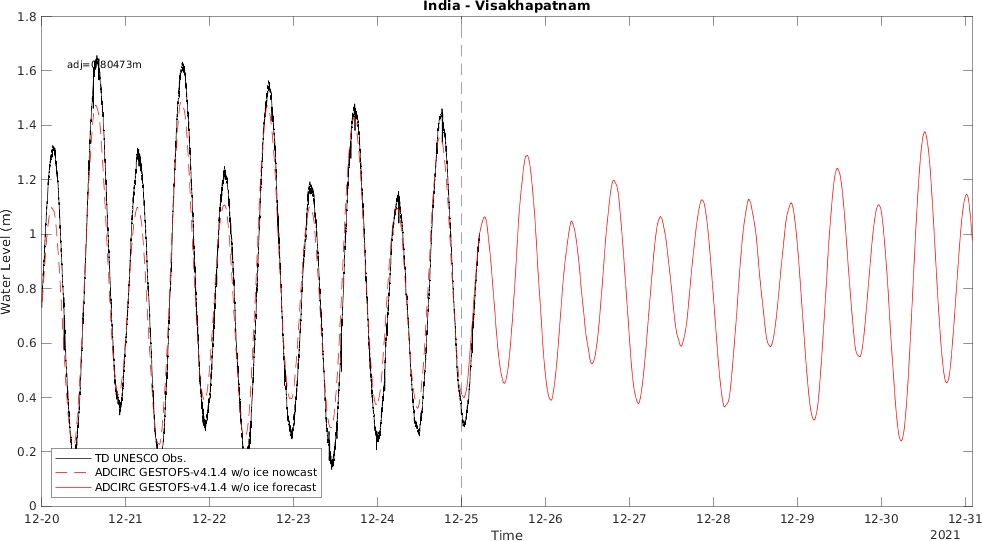 India - Visakhapatnam
1.8
1.6
1.4
1.2
1
0.8
0.6
0.4
0.2
0
Water Level (m)
adj=0.80473m
TD UNESCO Obs.
ADCIRC GESTOFS-v4.1.4 w/o ice nowcast
ADCIRC GESTOFS-v4.1.4 w/o ice forecast
12-20 12-21 12-22 12-23 12-24 12-25 12-26 12-27 12-28 12-29 12-30 12-31
Time
2021